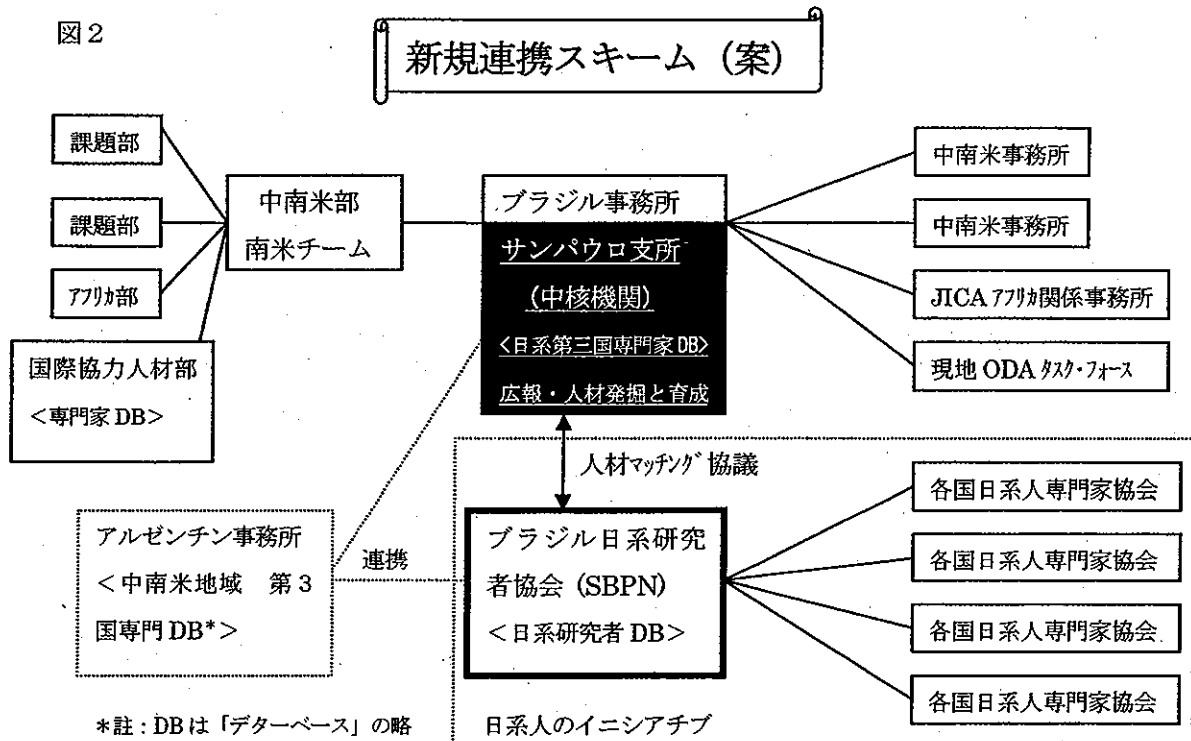 図2
新規連携スキーム（案）
課題部
課題部
アフリカ部
国際協力人材部
＜専門家DB＞
中南米部
南米チーム
ブラジル事務所
サンパウロ支所
(中核機関)
<日系第三国専門家DB>
広報・人材発掘と育成
中南米事務所
中南米事務所
JICAアフリカ関係事務所
現地ODAタスク・フォース
人材マッチング協議
アルゼンチン事務所
＜中南米地域　第3
国専門DB*＞
連携
ブラジル日系研究
者協会（SBPN）
＜日系研究者DB＞
各国日系人専門家協会
各国日系人専門家協会
各国日系人専門家協会
各国日系人専門家協会
*註：DBは「デターベース」の略
日系人のイニシアチブ